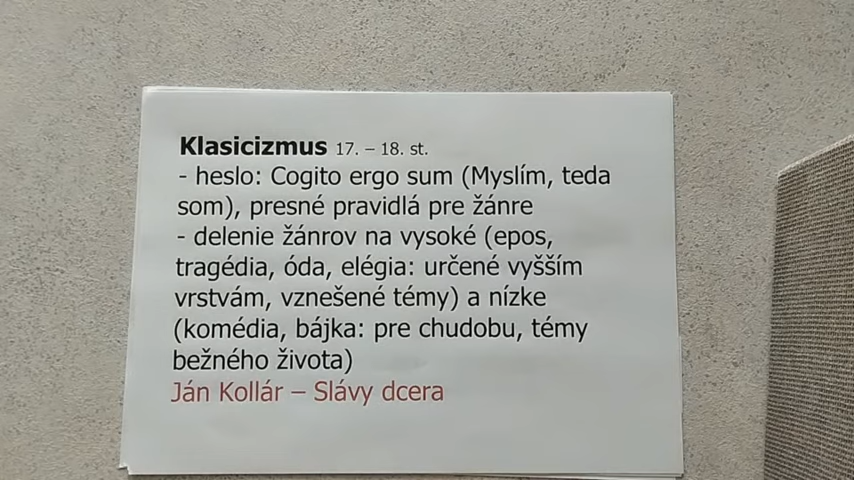 Klasicizmus 17. – 18. st.
- heslo: Cogito ergo sum (Myslím, teda
som), presné pravidlá pre žánre
- delenie žánrov na vysoké (epos,
tragédia, óda, elégia: určené vyšším
vrstvám, vznešené témy) a nízke
(komédia, bájka: pre chudobu, témy
bežného života)
Ján Kollár – Slávy dcera